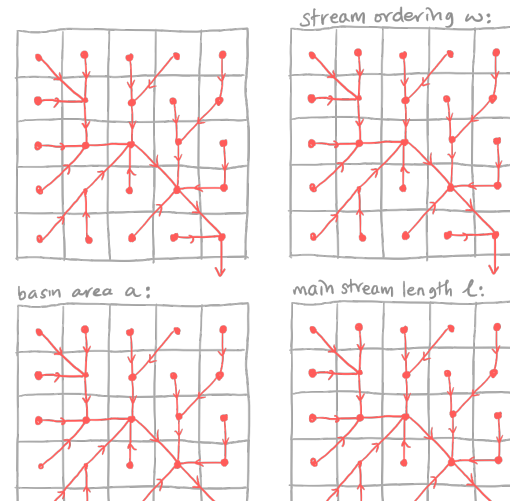 stream ordering ω:
basin area a:
main stream length ℓ: